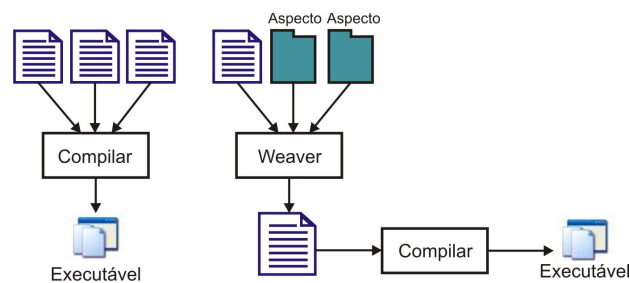 Aspecto Aspecto
Compilar
Weaver
Executável
Compilar
Executável